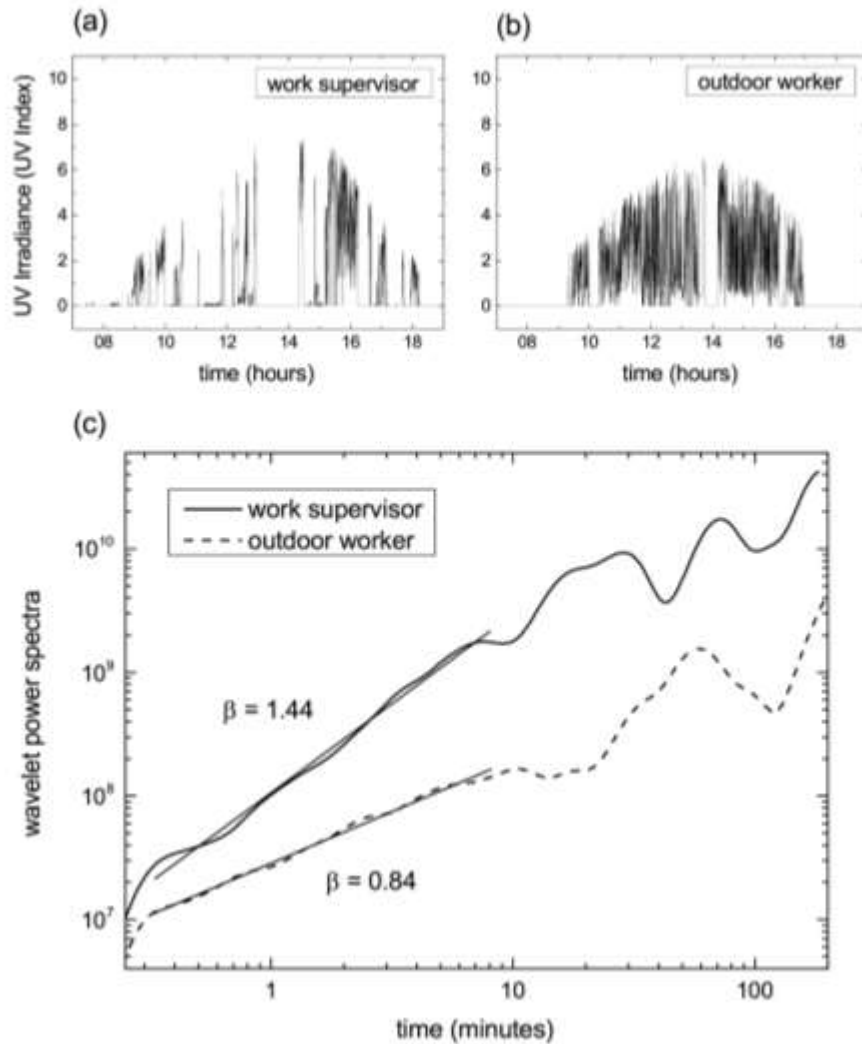 (a)
(b)
work supervisor
outdoor worker
UV Irradiance (UV Index)
10
8
6
4
2
0
10
8
6
4
2
0
08 10 12 14 16 18
08 10 12 14 16 18
time (hours)
time (hours)
(c)
work supervisor
outdoor worker
wavelet power spectra
10¹⁰
10⁹
10⁸
10⁷
β = 1.44
β = 0.84
1 10 100
time (minutes)